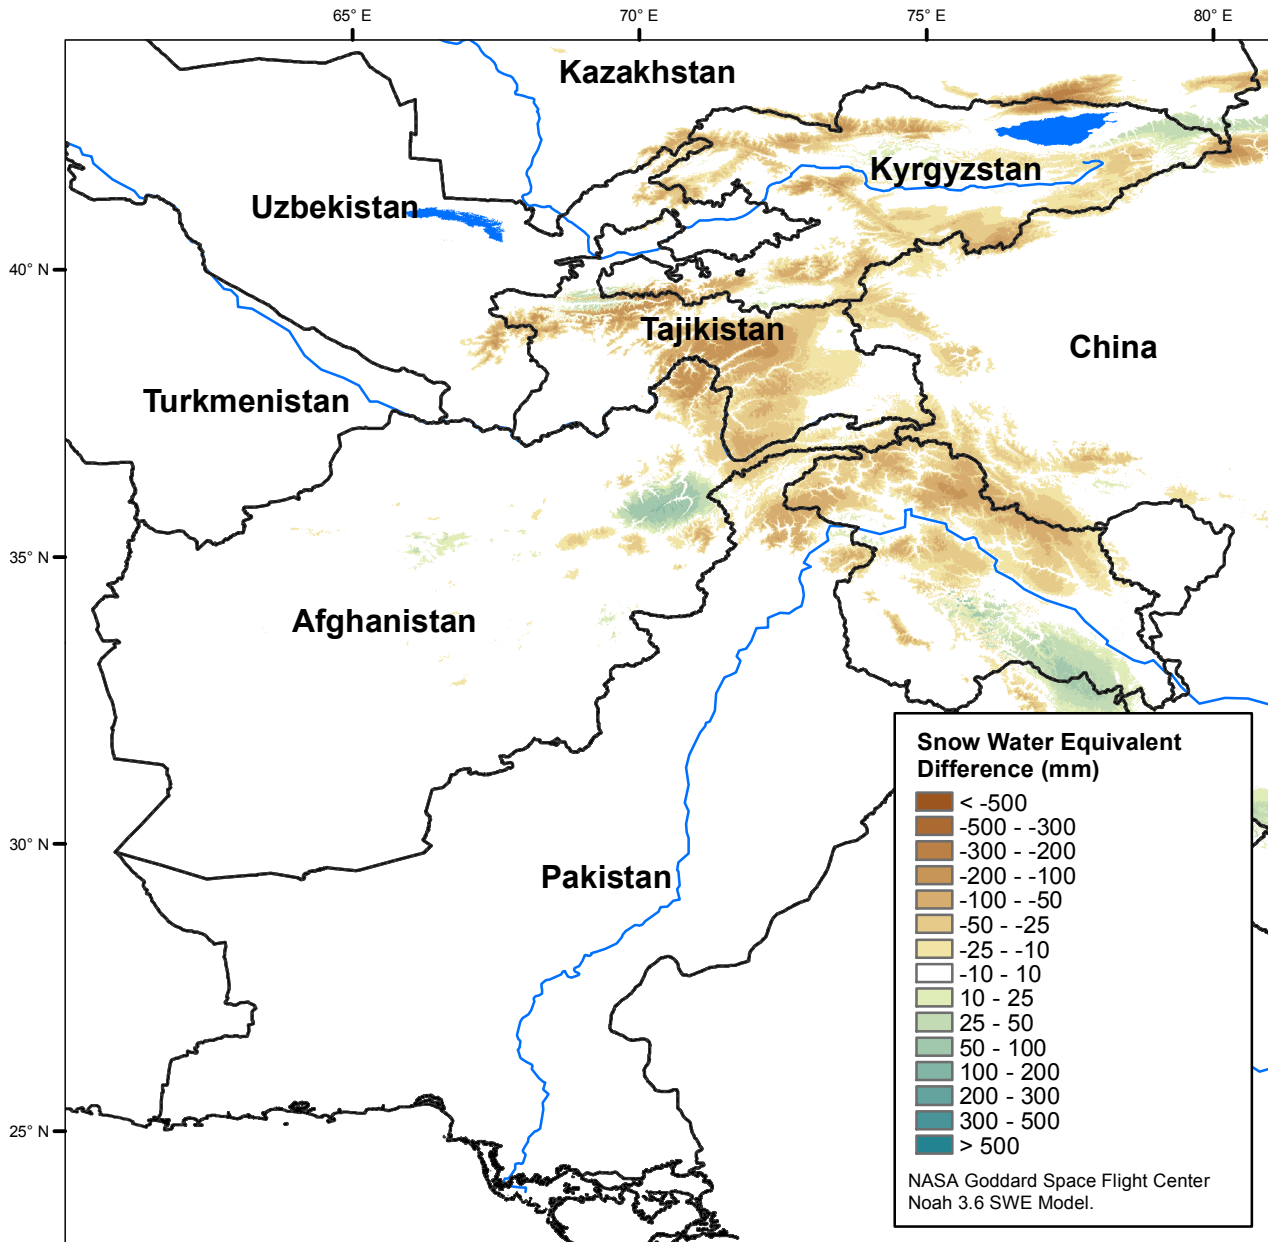 65° E
70° E
75° E
80° E
Kazakhstan
Kyrgyzstan
Uzbekistan
40° N
Tajikistan
China
Turkmenistan
35° N
Afghanistan
30° N
Pakistan
25° N
Snow Water Equivalent
Difference (mm)
< -500
-500 - -300
-300 - -200
-200 - -100
-100 - -50
-50 - -25
-25 - -10
-10 - 10
10 - 25
25 - 50
50 - 100
100 - 200
200 - 300
300 - 500
> 500
NASA Goddard Space Flight Center
Noah 3.6 SWE Model.